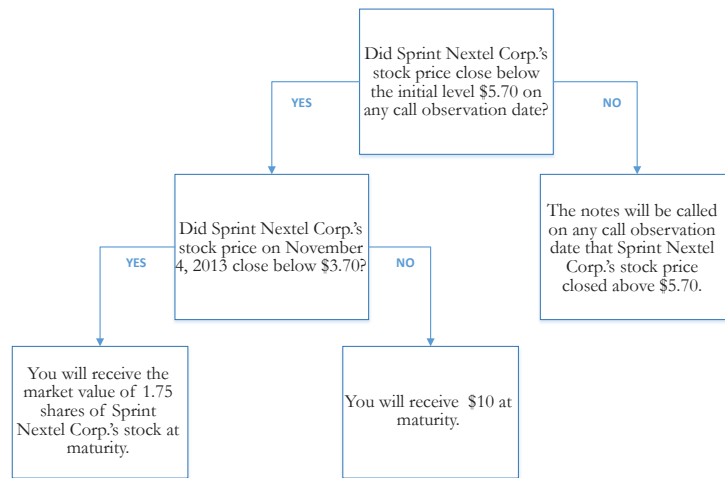 Did Sprint Nextel Corp.'s
stock price close below
the initial level $5.70 on
any call observation date?
YES
NO
Did Sprint Nextel Corp.'s
stock price on November
4, 2013 close below $3.70?
The notes will be called
on any call observation
date that Sprint Nextel
Corp.'s stock price
closed above $5.70.
YES
NO
You will receive the
market value of 1.75
shares of Sprint
Nextel Corp.'s stock at
maturity.
You will receive $10 at
maturity.